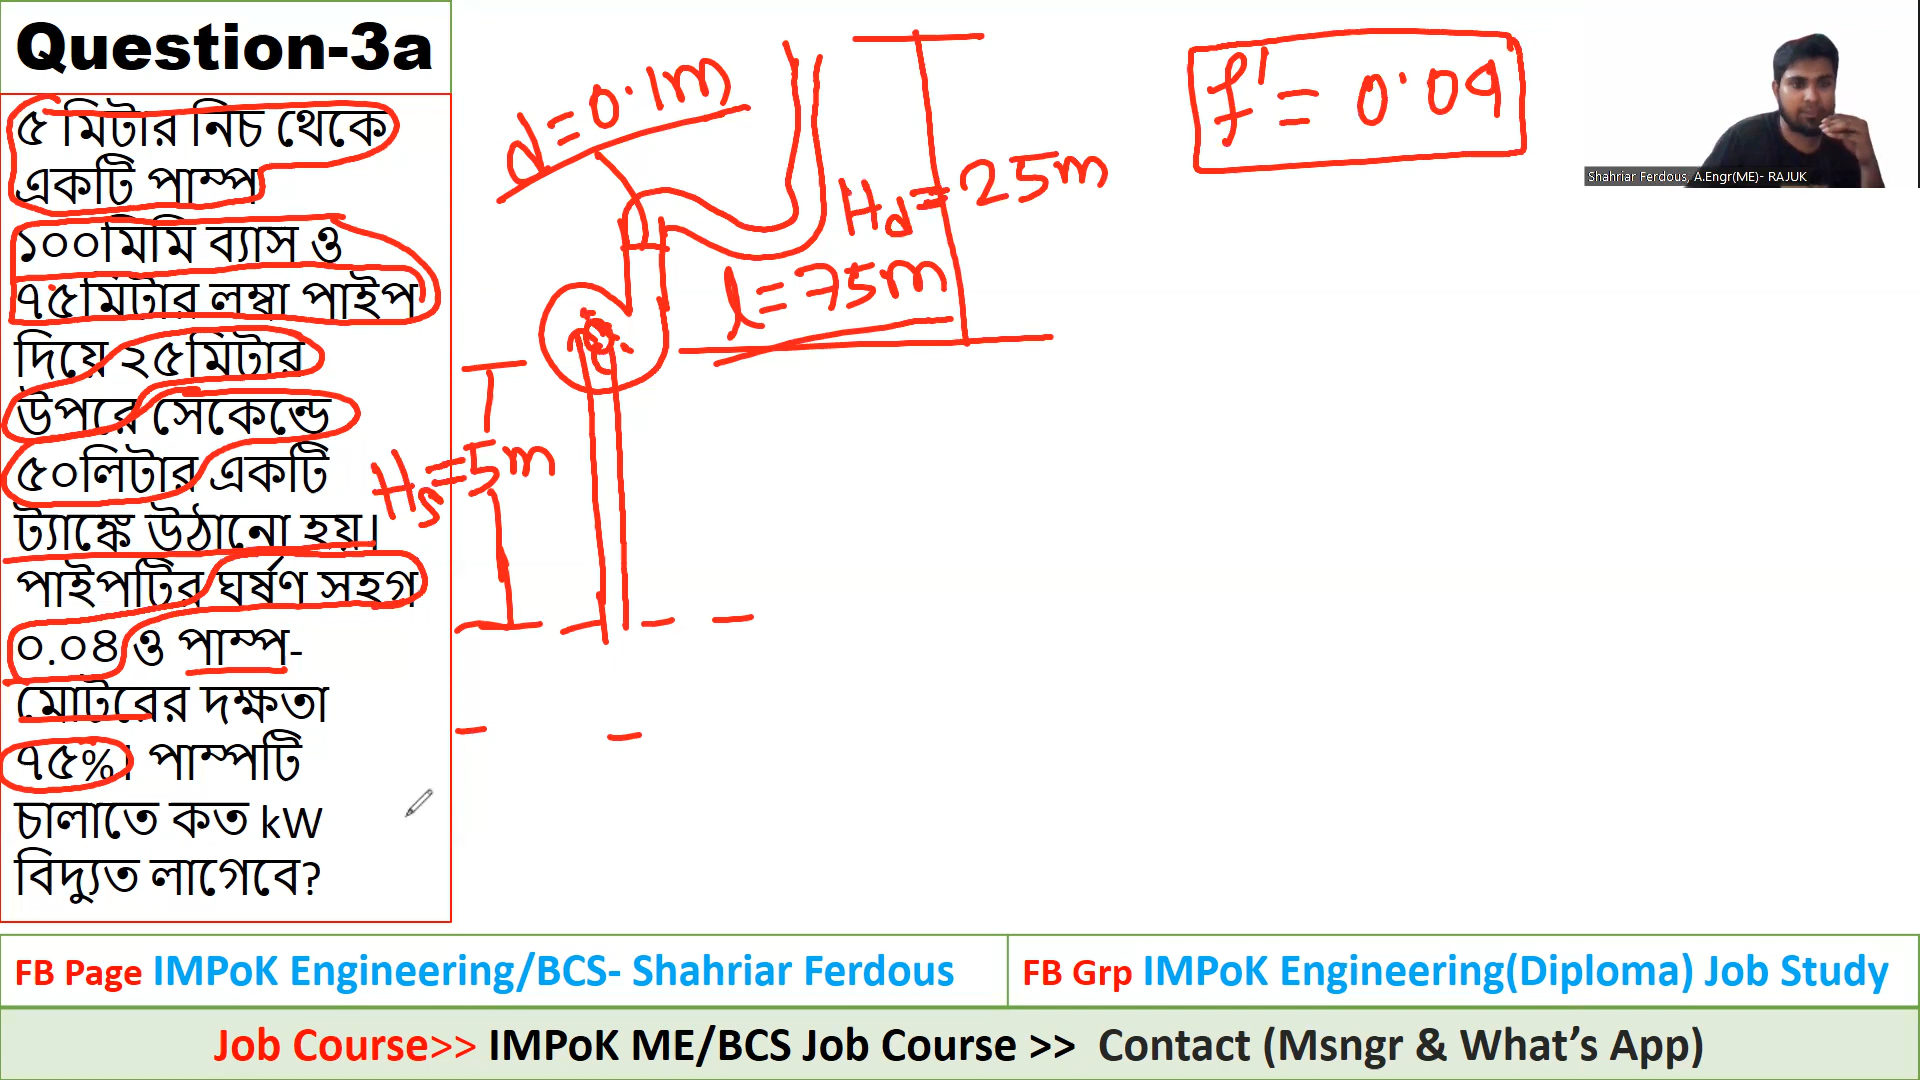 Question-3a
৫ মিটার নিচ থেকে
একটি পাম্প
১০০মিমি ব্যাস ও
৭৫মিটার লম্বা পাইপ
দিয়ে ২৫মিটার
উপরে সেকেন্ডে
৫০লিটার একটি
ট্যাঙ্কে উঠানো হয়।
পাইপটির ঘর্ষণ সহগ
০.০৪ ও পাম্প-
মোটরের দক্ষতা
৭৫%। পাম্পটি
চালাতে কত kW
বিদ্যুত লাগেবে?
d = 0.1m
Hd = 25m
l = 75m
Hs = 5m
f' = 0.04
Shahriar Ferdous, A.Engr(ME)- RAJUK
FB Page IMPoK Engineering/BCS- Shahriar Ferdous
FB Grp IMPoK Engineering(Diploma) Job Study
Job Course>> IMPoK ME/BCS Job Course >> Contact (Msngr & What's App)